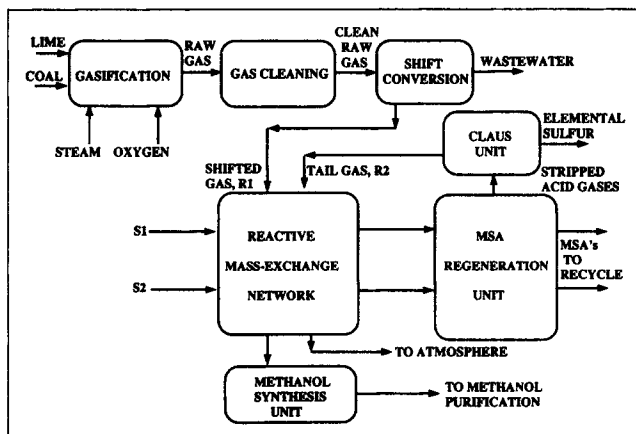 LIME
COAL
GASIFICATION
STEAM
OXYGEN
RAW
GAS
GAS CLEANING
CLEAN
RAW
GAS
SHIFT
CONVERSION
WASTEWATER
CLAUS
UNIT
ELEMENTAL
SULFUR
SHIFTED
GAS, R1
TAIL GAS, R2
STRIPPED
ACID GASES
S1
S2
REACTIVE
MASS-EXCHANGE
NETWORK
MSA
REGENERATION
UNIT
MSA's
TO
RECYCLE
TO ATMOSPHERE
METHANOL
SYNTHESIS
UNIT
TO METHANOL
PURIFICATION